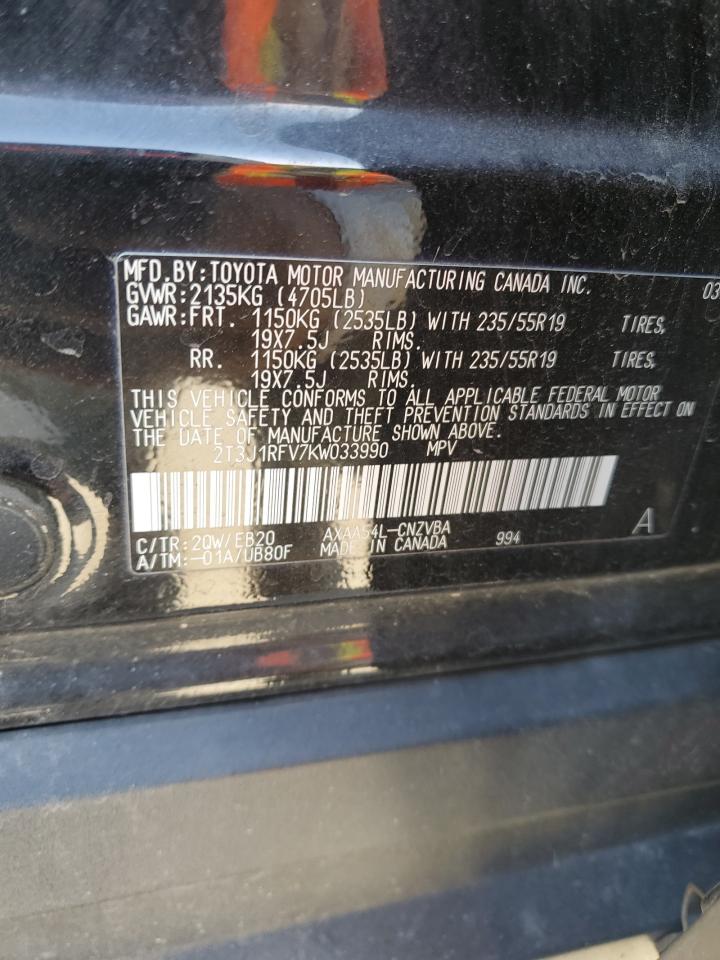 MFD.BY:TOYOTA MOTOR MANUFACTURING CANADA INC. 03
GVWR:2135KG (4705LB)
GAWR:FRT. 1150KG (2535LB) WITH 235/55R19 TIRES,
19X7.5J RIMS.
RR. 1150KG (2535LB) WITH 235/55R19 TIRES,
19X7.5J RIMS.
THIS VEHICLE CONFORMS TO ALL APPLICABLE FEDERAL MOTOR
VEHICLE SAFETY AND THEFT PREVENTION STANDARDS IN EFFECT ON
THE DATE OF MANUFACTURE SHOWN ABOVE.
2T3J1RFV7KW033990 MPV
C/TR:2QW/EB20 AXAA54L-CNZVBA A
A/TM:-01A/UB80F MADE IN CANADA 994